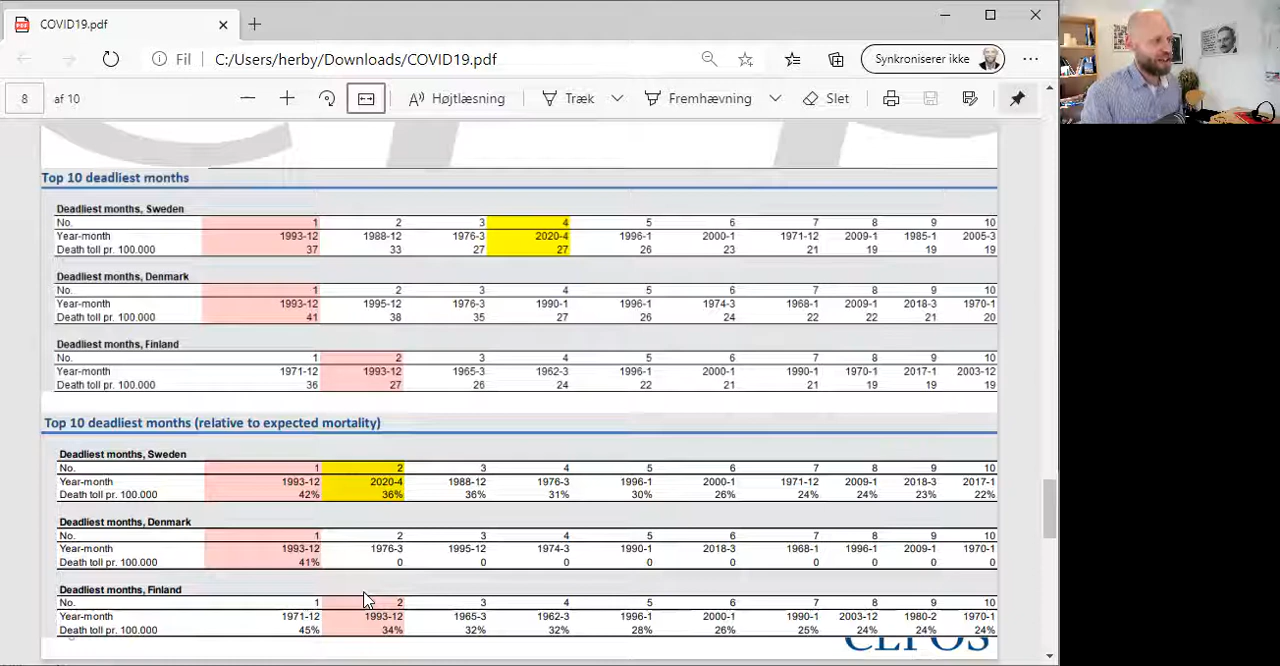 COVID19.pdf
Fil C:/Users/herby/Downloads/COVID19.pdf Synkroniserer ikke
8 af 10 Højtlæsning Træk Fremhævning Slet
Top 10 deadliest months
Deadliest months, Sweden
No. 1 2 3 4 5 6 7 8 9 10
Year-month 1993-12 1988-12 1976-3 2020-4 1996-1 2000-1 1971-12 2009-1 1985-1 2005-3
Death toll pr. 100.000 37 33 27 27 26 23 21 19 19 19
Deadliest months, Denmark
No. 1 2 3 4 5 6 7 8 9 10
Year-month 1993-12 1995-12 1976-3 1990-1 1996-1 1974-3 1968-1 2009-1 2018-3 1970-1
Death toll pr. 100.000 41 38 35 27 26 24 22 22 21 20
Deadliest months, Finland
No. 1 2 3 4 5 6 7 8 9 10
Year-month 1971-12 1993-12 1965-3 1962-3 1996-1 2000-1 1990-1 1970-1 2017-1 2003-12
Death toll pr. 100.000 36 27 26 24 22 21 21 19 19 19
Top 10 deadliest months (relative to expected mortality)
Deadliest months, Sweden
No. 1 2 3 4 5 6 7 8 9 10
Year-month 1993-12 2020-4 1988-12 1976-3 1996-1 2000-1 1971-12 2009-1 2018-3 2017-1
Death toll pr. 100.000 42% 36% 36% 31% 30% 26% 24% 24% 23% 22%
Deadliest months, Denmark
No. 1 2 3 4 5 6 7 8 9 10
Year-month 1993-12 1976-3 1995-12 1974-3 1990-1 2018-3 1968-1 1996-1 2009-1 1970-1
Death toll pr. 100.000 41% 0 0 0 0 0 0 0 0 0
Deadliest months, Finland
No. 1 2 3 4 5 6 7 8 9 10
Year-month 1971-12 1993-12 1965-3 1962-3 1996-1 2000-1 1990-1 2003-12 1980-2 1970-1
Death toll pr. 100.000 45% 34% 32% 32% 28% 26% 25% 24% 24% 24%